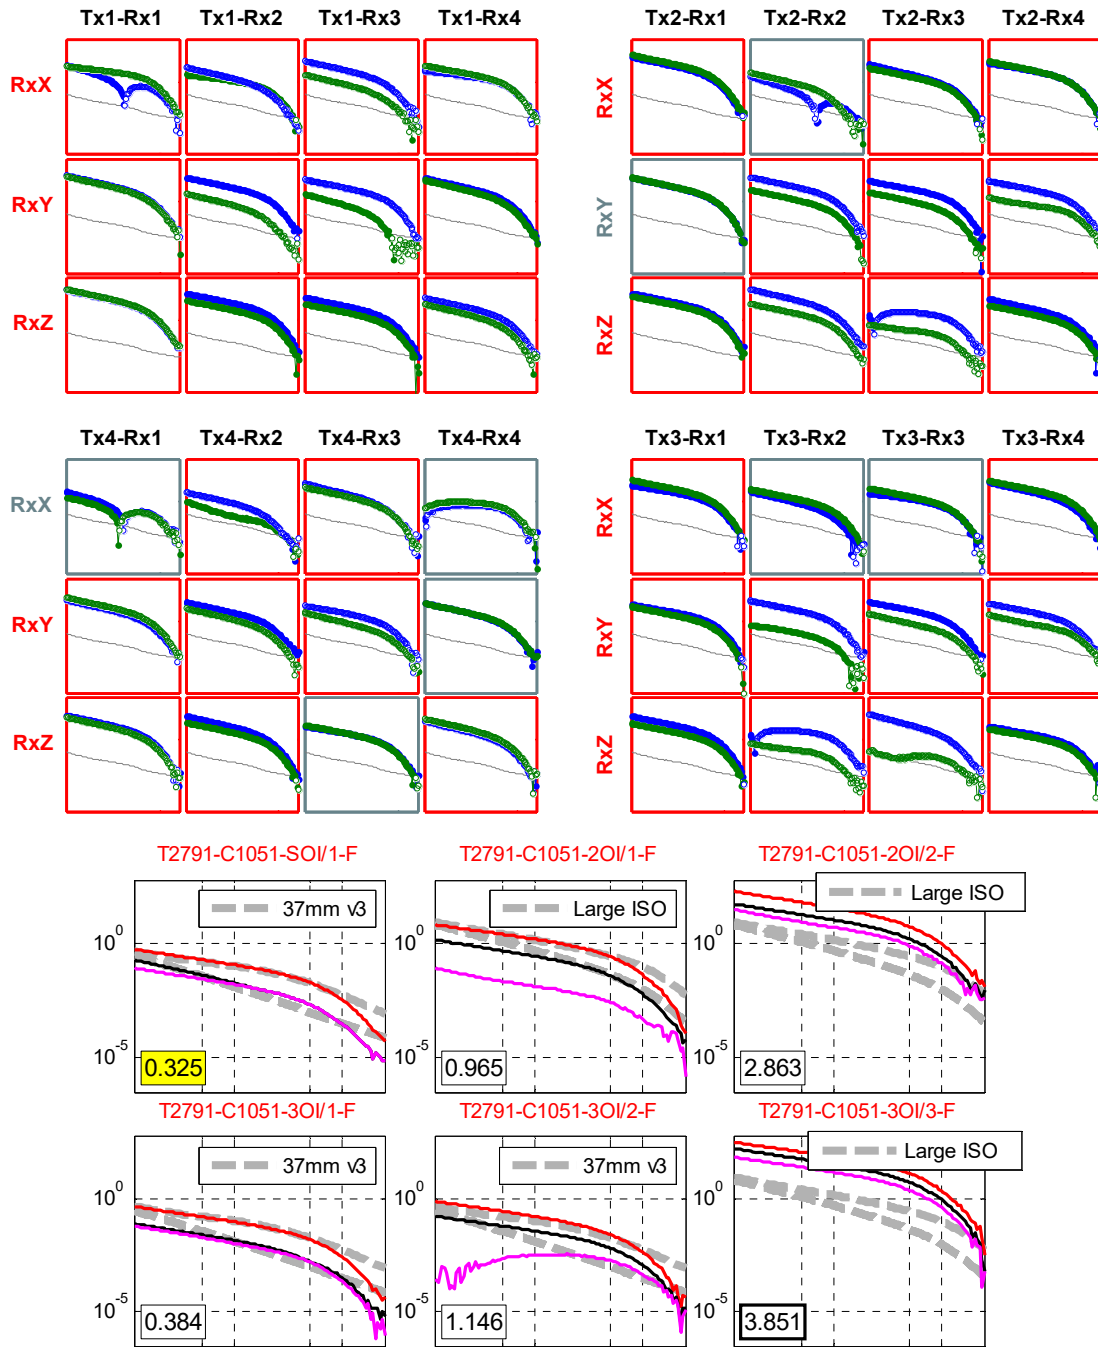 Tx1-Rx1 Tx1-Rx2 Tx1-Rx3 Tx1-Rx4 Tx2-Rx1 Tx2-Rx2 Tx2-Rx3 Tx2-Rx4
RxX RxX
RxY RxY
RxZ RxZ
Tx4-Rx1 Tx4-Rx2 Tx4-Rx3 Tx4-Rx4 Tx3-Rx1 Tx3-Rx2 Tx3-Rx3 Tx3-Rx4
RxX RxX
RxY RxY
RxZ RxZ
T2791-C1051-SOI/1-F T2791-C1051-2OI/1-F T2791-C1051-2OI/2-F
37mm v3 Large ISO Large ISO
10^0 10^0 10^0
10^-5 10^-5 10^-5
0.325 0.965 2.863
T2791-C1051-3OI/1-F T2791-C1051-3OI/2-F T2791-C1051-3OI/3-F
37mm v3 37mm v3 Large ISO
10^0 10^0 10^0
10^-5 10^-5 10^-5
0.384 1.146 3.851